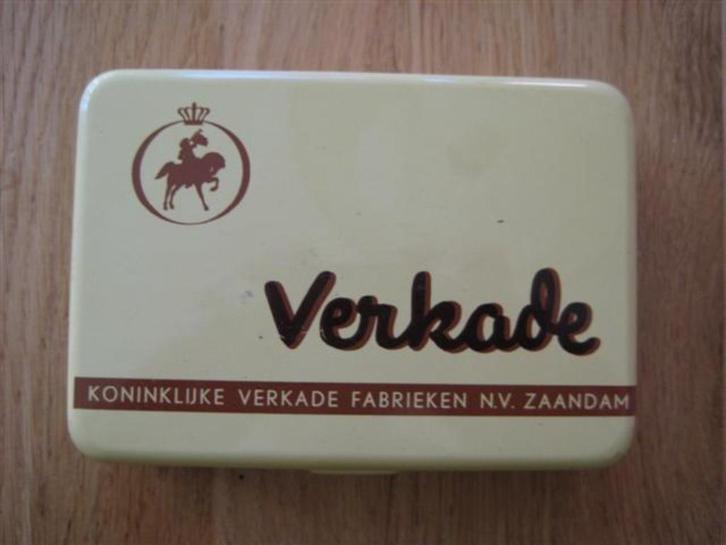 Verkade
KONINKLIJKE VERKADE FABRIEKEN N.V. ZAANDAM